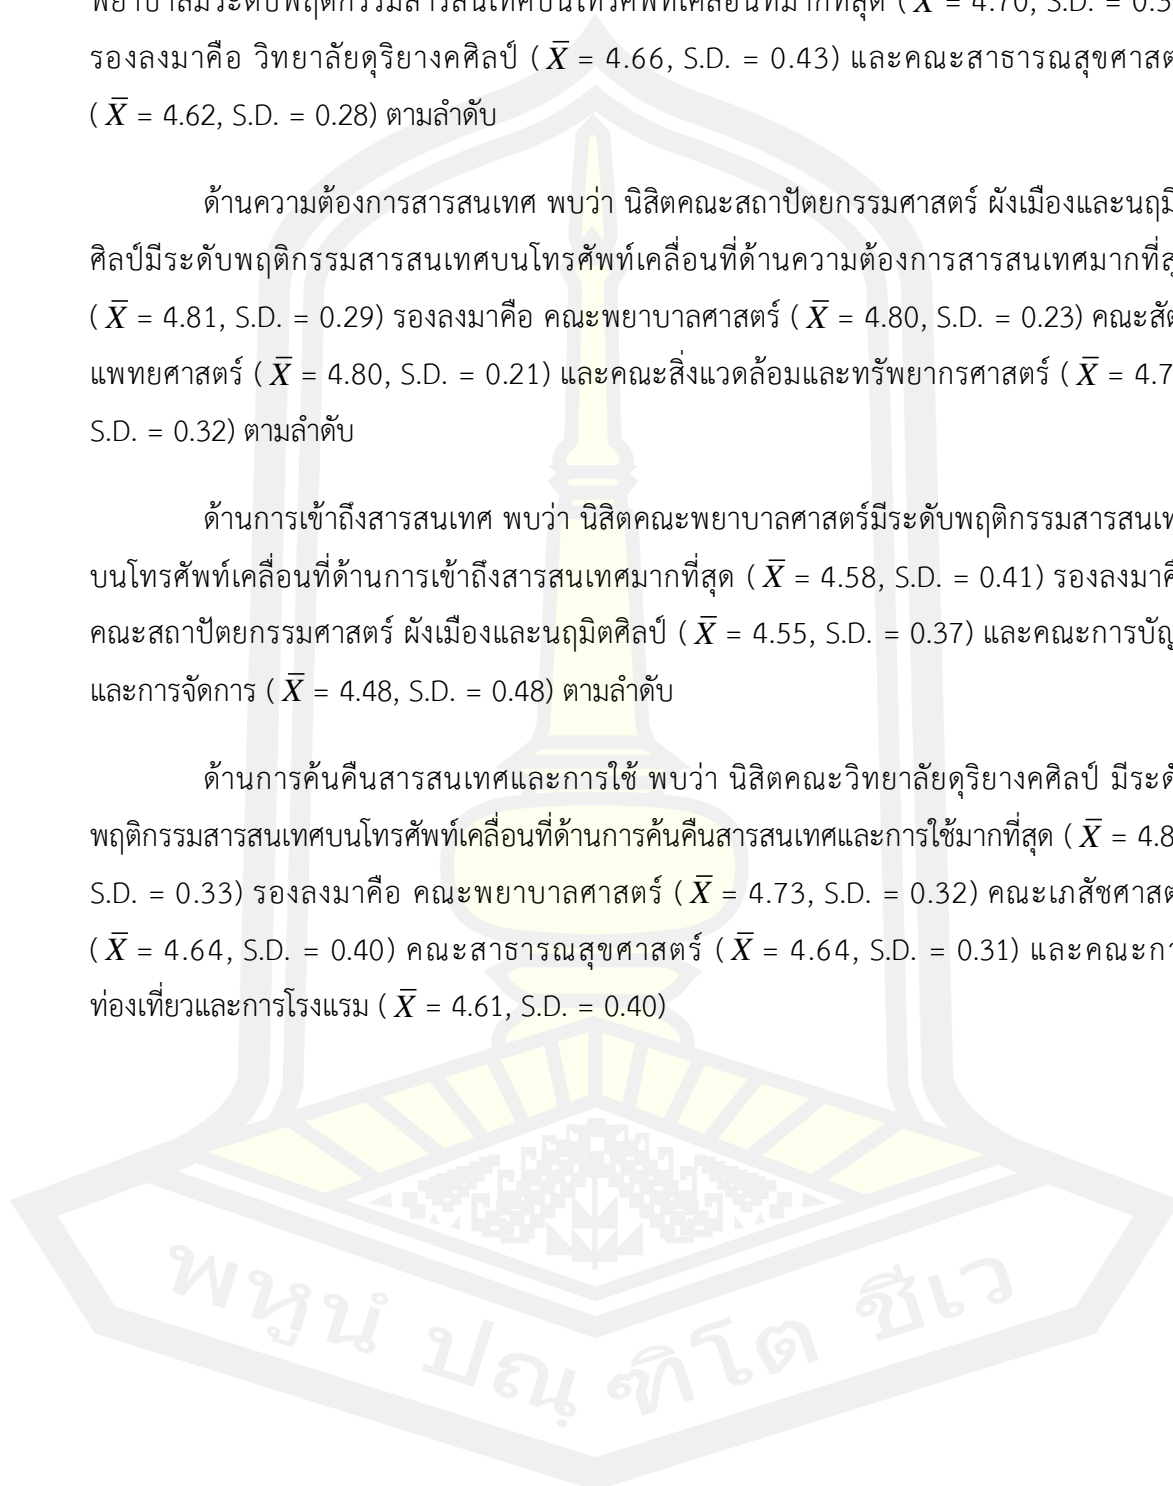 พยาบาลมีระดับพฤติกรรมสารสนเทศบนโทรศัพท์เคลื่อนที่มากที่สุด ( X̄ = 4.70, S.D. =
รองลงมาคือ วิทยาลัยดุริยางคศิลป์ ( X̄ = 4.66, S.D. = 0.43) และคณะสาธารณสุขศาสต
( X̄ = 4.62, S.D. = 0.28) ตามลำดับ
ด้านความต้องการสารสนเทศ พบว่า นิสิตคณะสถาปัตยกรรมศาสตร์ ผังเมืองและนฤมิ
ศิลป์มีระดับพฤติกรรมสารสนเทศบนโทรศัพท์เคลื่อนที่ด้านความต้องการสารสนเทศมากที่สุ
( X̄ = 4.81, S.D. = 0.29) รองลงมาคือ คณะพยาบาลศาสตร์ ( X̄ = 4.80, S.D. = 0.23) คณะสัต
แพทยศาสตร์ ( X̄ = 4.80, S.D. = 0.21) และคณะสิ่งแวดล้อมและทรัพยากรศาสตร์ ( X̄ = 4.7
S.D. = 0.32) ตามลำดับ
ด้านการเข้าถึงสารสนเทศ พบว่า นิสิตคณะพยาบาลศาสตร์มีระดับพฤติกรรมสารสนเท
บนโทรศัพท์เคลื่อนที่ด้านการเข้าถึงสารสนเทศมากที่สุด ( X̄ = 4.58, S.D. = 0.41) รองลงมาคื
คณะสถาปัตยกรรมศาสตร์ ผังเมืองและนฤมิตศิลป์ ( X̄ = 4.55, S.D. = 0.37) และคณะการบัญ
และการจัดการ ( X̄ = 4.48, S.D. = 0.48) ตามลำดับ
ด้านการค้นคืนสารสนเทศและการใช้ พบว่า นิสิตคณะวิทยาลัยดุริยางคศิลป์ มีระดั
พฤติกรรมสารสนเทศบนโทรศัพท์เคลื่อนที่ด้านการค้นคืนสารสนเทศและการใช้มากที่สุด ( X̄ = 4.8
S.D. = 0.33) รองลงมาคือ คณะพยาบาลศาสตร์ ( X̄ = 4.73, S.D. = 0.32) คณะเภสัชศาสต
( X̄ = 4.64, S.D. = 0.40) คณะสาธารณสุขศาสตร์ ( X̄ = 4.64, S.D. = 0.31) และคณะกา
ท่องเที่ยวและการโรงแรม ( X̄ = 4.61, S.D. = 0.40)
พหูนํ ปณฺฑิโต ชีเว